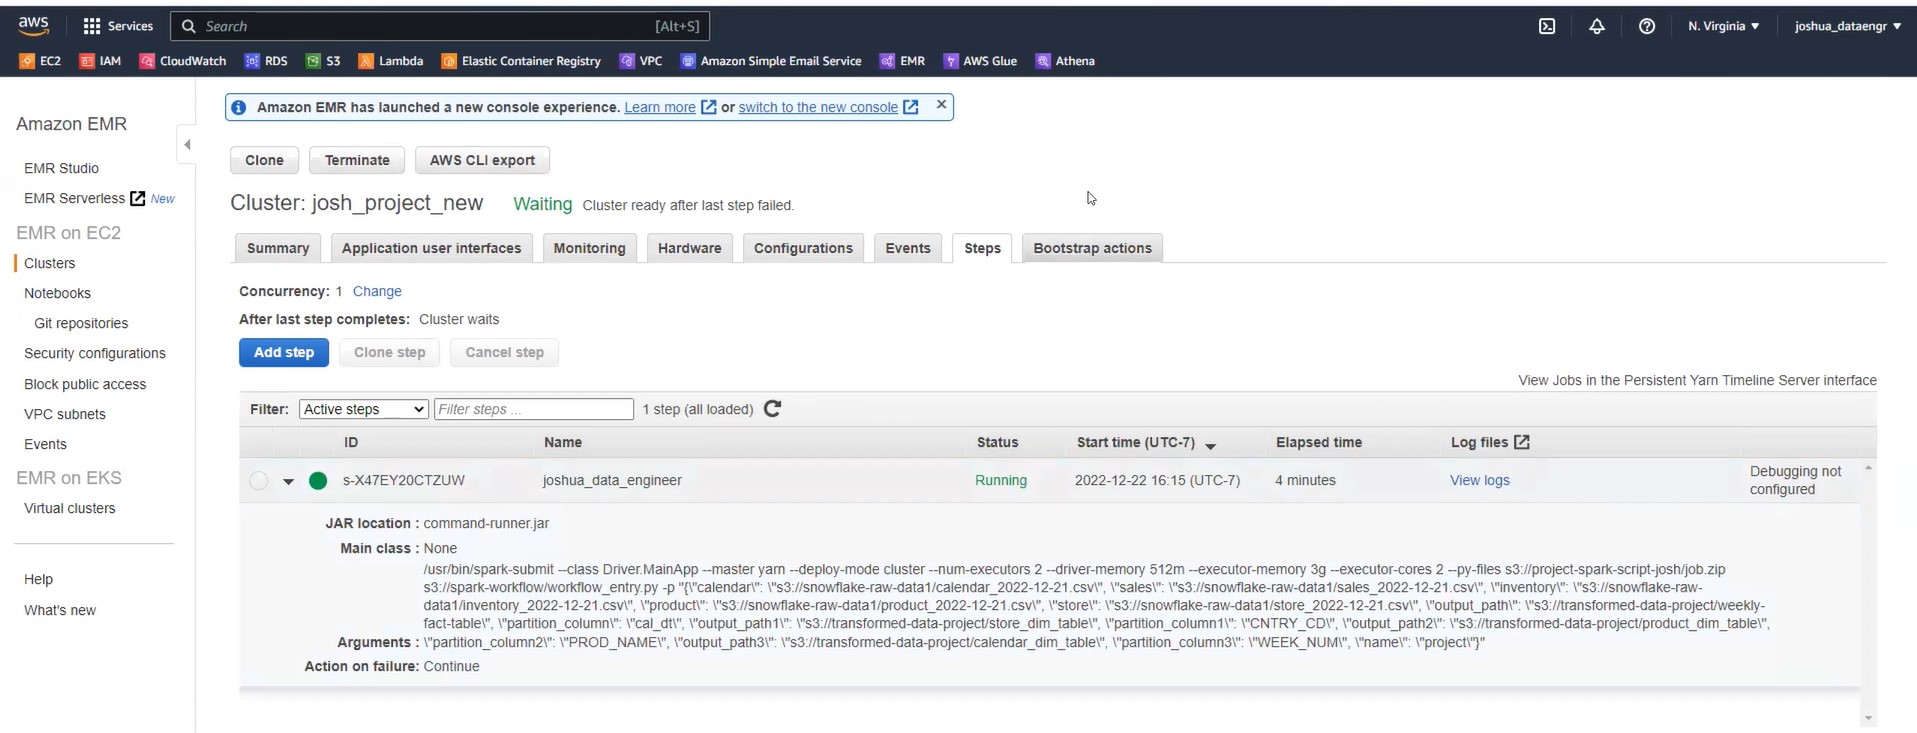 aws
Services
Search
[Alt+S]
N. Virginia ▼
joshua_dataengr ▼
EC2
IAM
CloudWatch
RDS
S3
Lambda
Elastic Container Registry
VPC
Amazon Simple Email Service
EMR
AWS Glue
Athena
Amazon EMR
EMR Studio
EMR Serverless New
EMR on EC2
Clusters
Notebooks
Git repositories
Security configurations
Block public access
VPC subnets
Events
EMR on EKS
Virtual clusters
Help
What's new
Amazon EMR has launched a new console experience. Learn more or switch to the new console
Clone
Terminate
AWS CLI export
Cluster: josh_project_new Waiting Cluster ready after last step failed.
Summary
Application user interfaces
Monitoring
Hardware
Configurations
Events
Steps
Bootstrap actions
Concurrency: 1 Change
After last step completes: Cluster waits
Add step
Clone step
Cancel step
View Jobs in the Persistent Yarn Timeline Server interface
Filter: Active steps Filter steps ... 1 step (all loaded)
ID
Name
Status
Start time (UTC-7)
Elapsed time
Log files
s-X47EY20CTZUW
joshua_data_engineer
Running
2022-12-22 16:15 (UTC-7)
4 minutes
View logs
Debugging not
configured
JAR location : command-runner.jar
Main class : None
/usr/bin/spark-submit --class Driver.MainApp --master yarn --deploy-mode cluster --num-executors 2 --driver-memory 512m --executor-memory 3g --executor-cores 2 --py-files s3://project-spark-script-josh/job.zip
s3://spark-workflow/workflow_entry.py -p "{\"calendar\": \"s3://snowflake-raw-data1/calendar_2022-12-21.csv\", \"sales\": \"s3://snowflake-raw-data1/sales_2022-12-21.csv\", \"inventory\": \"s3://snowflake-raw-
data1/inventory_2022-12-21.csv\", \"product\": \"s3://snowflake-raw-data1/product_2022-12-21.csv\", \"store\": \"s3://snowflake-raw-data1/store_2022-12-21.csv\", \"output_path\": \"s3://transformed-data-project/weekly-
fact-table\", \"partition_column\": \"cal_dt\", \"output_path1\": \"s3://transformed-data-project/store_dim_table\", \"partition_column1\": \"CNTRY_CD\", \"output_path2\": \"s3://transformed-data-project/product_dim_table\",
Arguments : \"partition_column2\": \"PROD_NAME\", \"output_path3\": \"s3://transformed-data-project/calendar_dim_table\", \"partition_column3\": \"WEEK_NUM\", \"name\": \"project\"}"
Action on failure: Continue